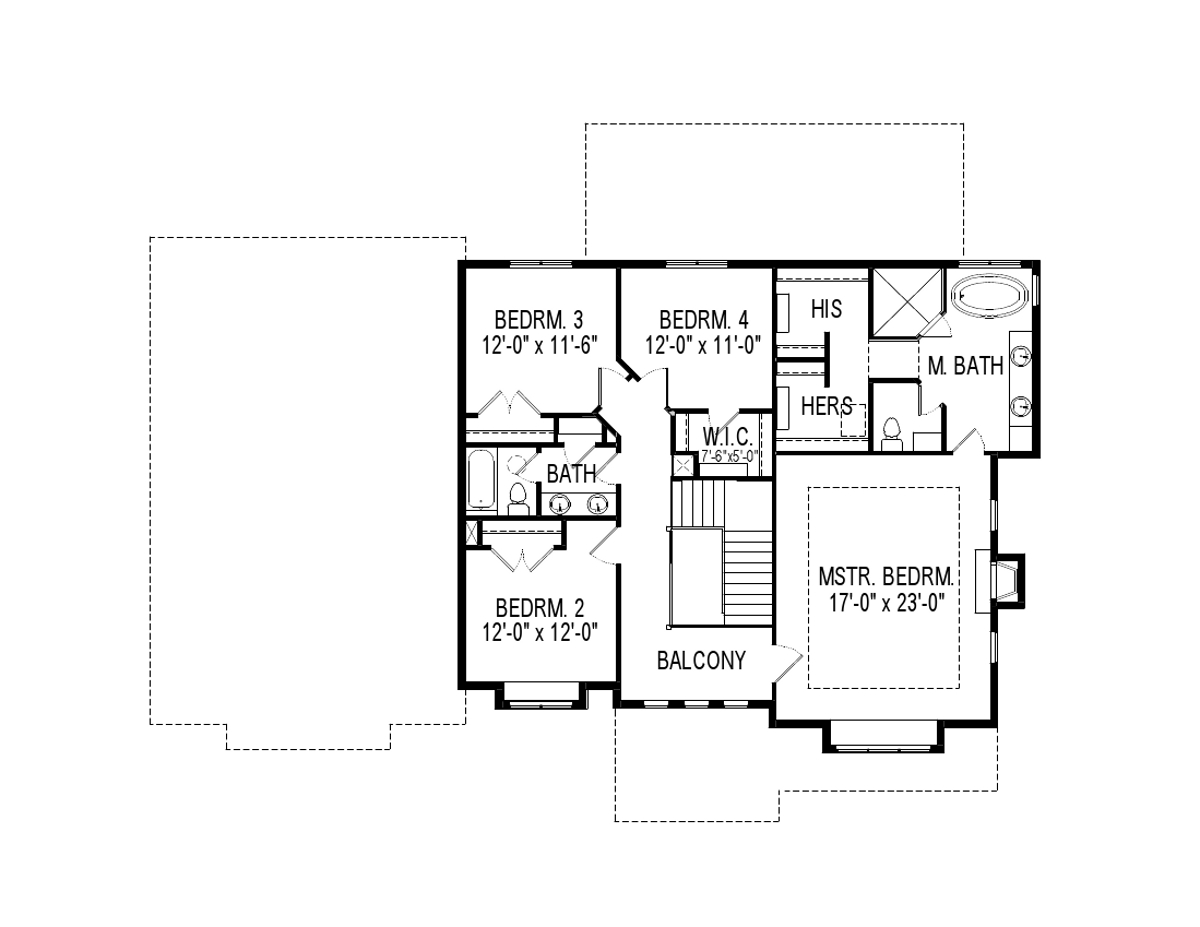 BEDRM. 3
12'-0" x 11'-6"
BEDRM. 4
12'-0" x 11'-0"
HIS
M. BATH
HERS
W.I.C.
7'-6"x5'-0"
BATH
MSTR. BEDRM.
17'-0" x 23'-0"
BEDRM. 2
12'-0" x 12'-0"
BALCONY